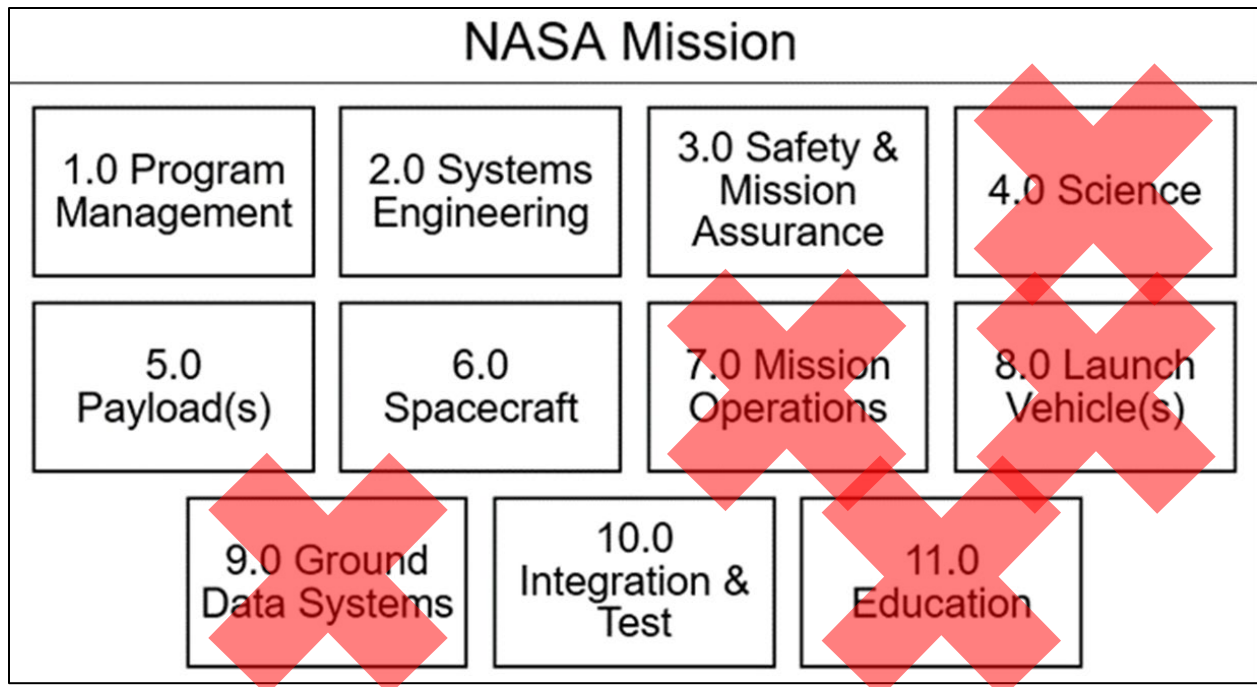 NASA Mission
1.0 Program
Management
2.0 Systems
Engineering
3.0 Safety &
Mission
Assurance
4.0 Science
5.0
Payload(s)
6.0
Spacecraft
7.0 Mission
Operations
8.0 Launch
Vehicle(s)
9.0 Ground
Data Systems
10.0
Integration &
Test
11.0
Education